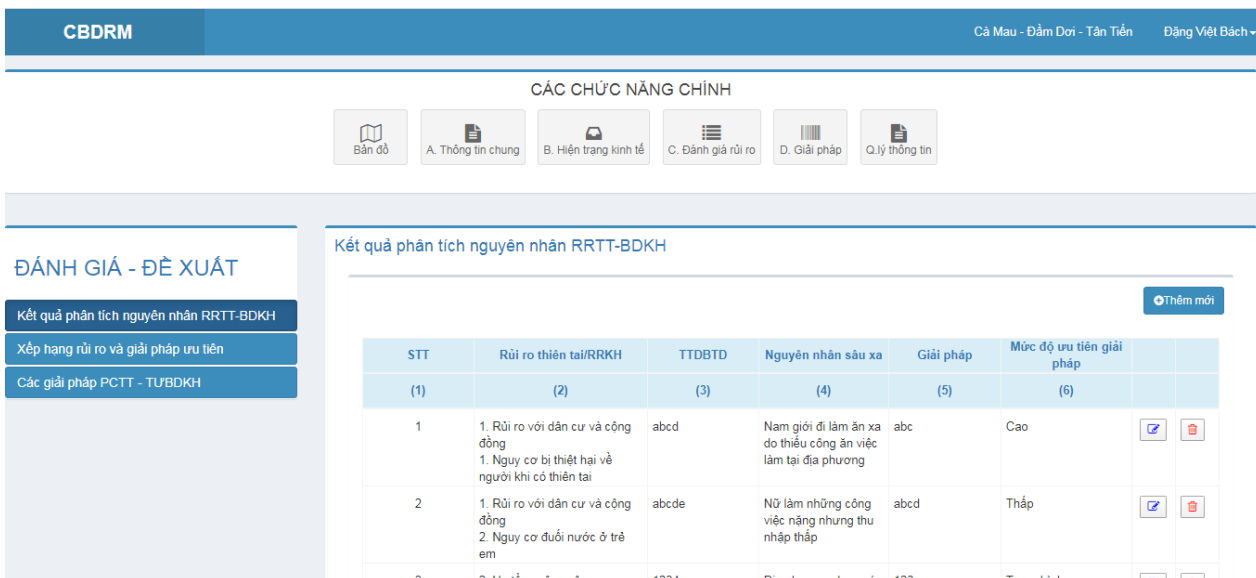 CBDRM
Cà Mau - Đầm Dơi - Tân Tiến
Đặng Việt Bách
CÁC CHỨC NĂNG CHÍNH
Bản đồ
A. Thông tin chung
B. Hiện trạng kinh tế
C. Đánh giá rủi ro
D. Giải pháp
Q.lý thông tin
ĐÁNH GIÁ - ĐỀ XUẤT
Kết quả phân tích nguyên nhân RRTT-BDKH
Xếp hạng rủi ro và giải pháp ưu tiên
Các giải pháp PCTT - TƯBDKH
Kết quả phân tích nguyên nhân RRTT-BDKH
Thêm mới
STT
Rủi ro thiên tai/RRKH
TTDBTD
Nguyên nhân sâu xa
Giải pháp
Mức độ ưu tiên giải
pháp
(1)
(2)
(3)
(4)
(5)
(6)
1
1. Rủi ro với dân cư và cộng
đồng
1. Nguy cơ bị thiệt hại về
người khi có thiên tai
abcd
Nam giới đi làm ăn xa
do thiếu công ăn việc
làm tại địa phương
abc
Cao
2
1. Rủi ro với dân cư và cộng
đồng
2. Nguy cơ đuối nước ở trẻ
em
abcde
Nữ làm những công
việc nặng nhưng thu
nhập thấp
abcd
Thấp